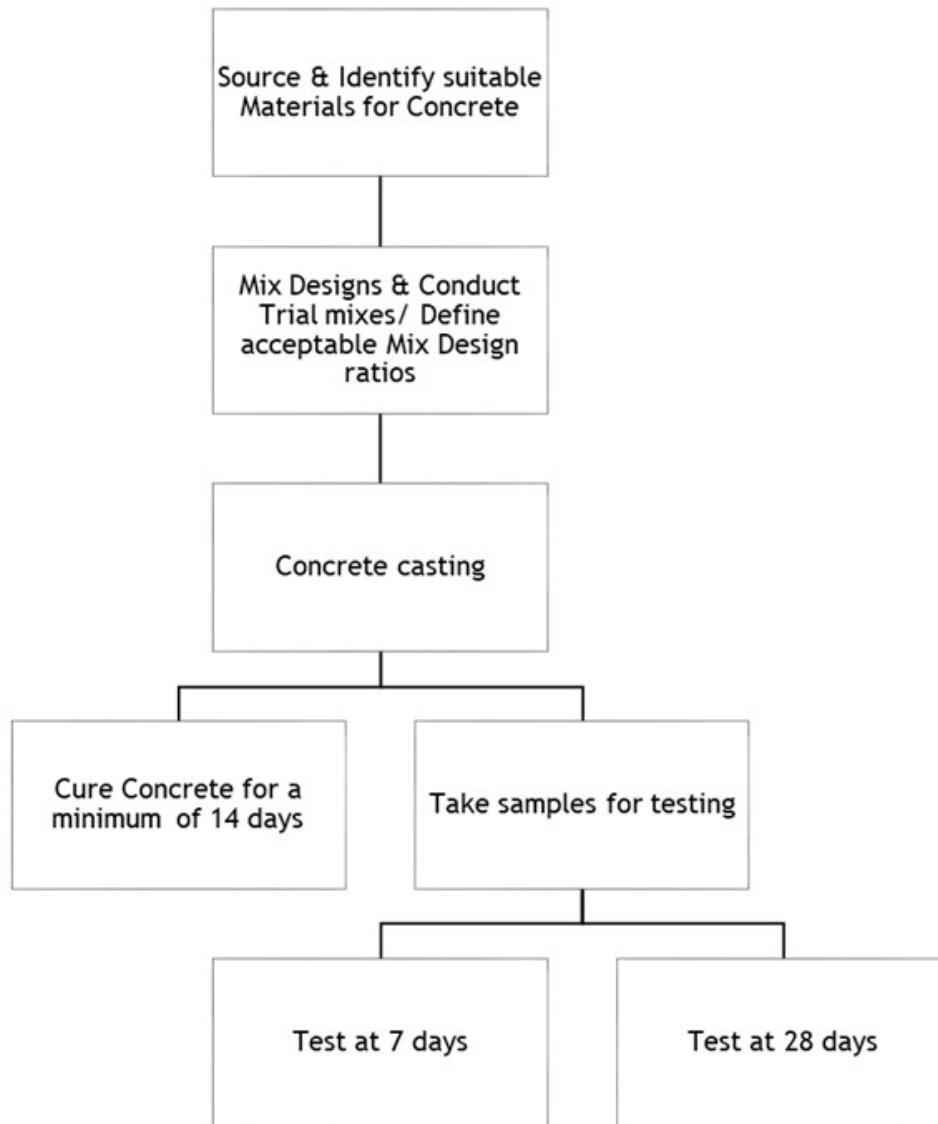 Source & Identify suitable
Materials for Concrete
Mix Designs & Conduct
Trial mixes/ Define
acceptable Mix Design
ratios
Concrete casting
Cure Concrete for a
minimum of 14 days
Take samples for testing
Test at 7 days
Test at 28 days